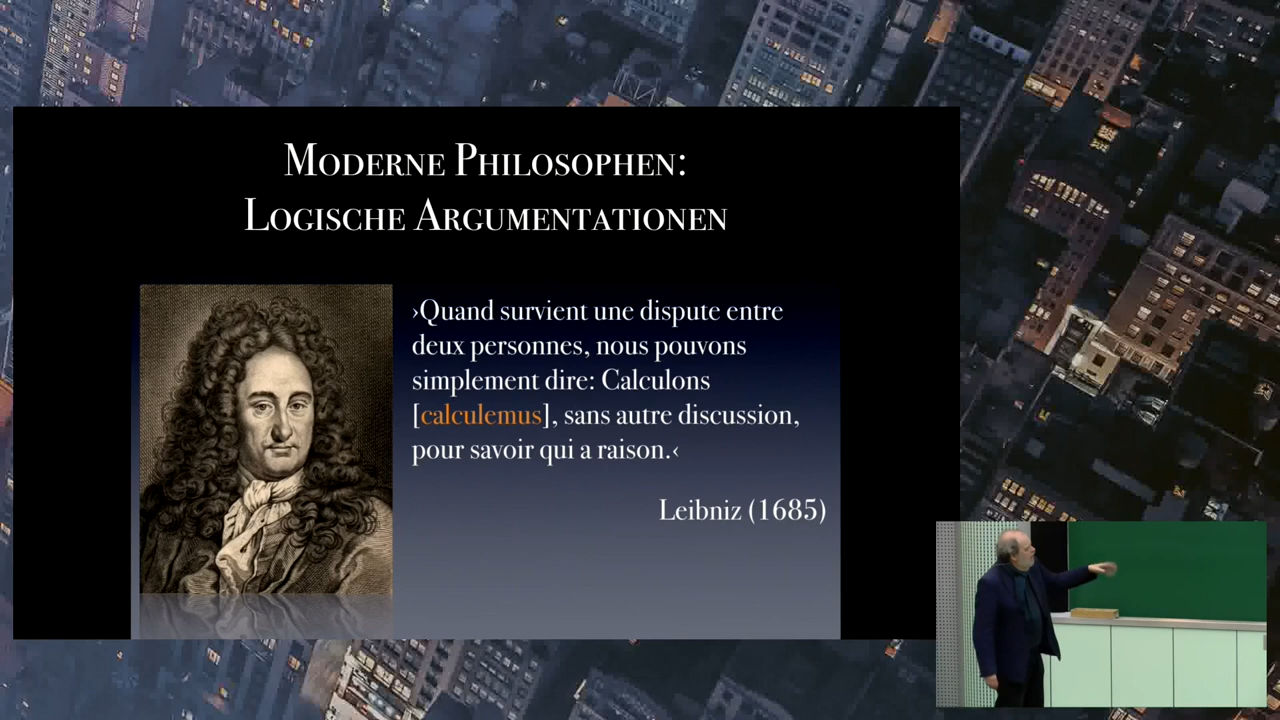 Moderne Philosophen:
Logische Argumentationen
›Quand survient une dispute entre
deux personnes, nous pouvons
simplement dire: Calculons
[calculemus], sans autre discussion,
pour savoir qui a raison.‹
Leibniz (1685)